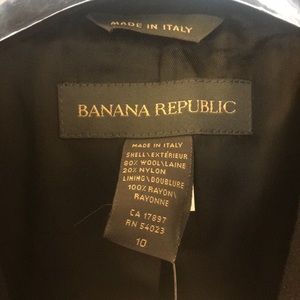 MADE IN ITALY
BANANA REPUBLIC
MADE IN ITALY
SHELL\EXTÉRIEUR
80% WOOL\LAINE
20% NYLON
LINING\DOUBLURE
100% RAYON/
RAYONNE
CA 17897
RN 54023
10